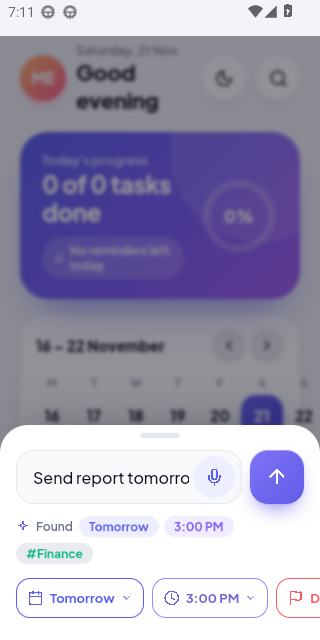 7:11
Saturday, 21 Nov
ME
Good
evening
Today's progress
0 of 0 tasks
done
0%
No reminders left
today
16 – 22 November
M T W T F S S
16 17 18 19 20 21 22
Send report tomorro
Found Tomorrow 3:00 PM
#Finance
Tomorrow 3:00 PM D